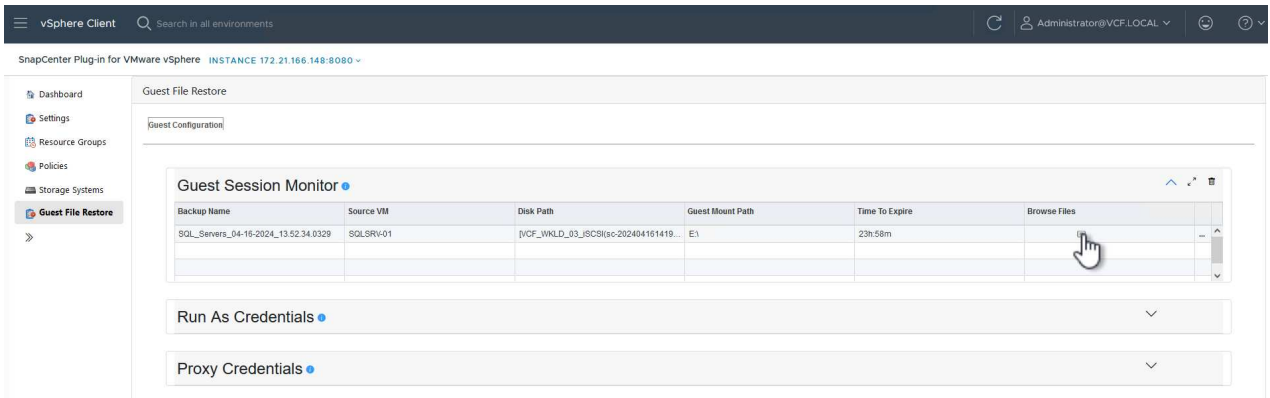 vSphere Client Search in all environments Administrator@VCF.LOCAL
SnapCenter Plug-in for VMware vSphere INSTANCE 172.21.166.148:8080
Dashboard
Settings
Resource Groups
Policies
Storage Systems
Guest File Restore
Guest File Restore
Guest Configuration
Guest Session Monitor
Backup Name Source VM Disk Path Guest Mount Path Time To Expire Browse Files
SQL_Servers_04-16-2024_13.52.34.0329 SQLSRV-01 [VCF_WKLD_03_iSCSI(sc-202404161419... E:\ 23h:58m ...
Run As Credentials
Proxy Credentials